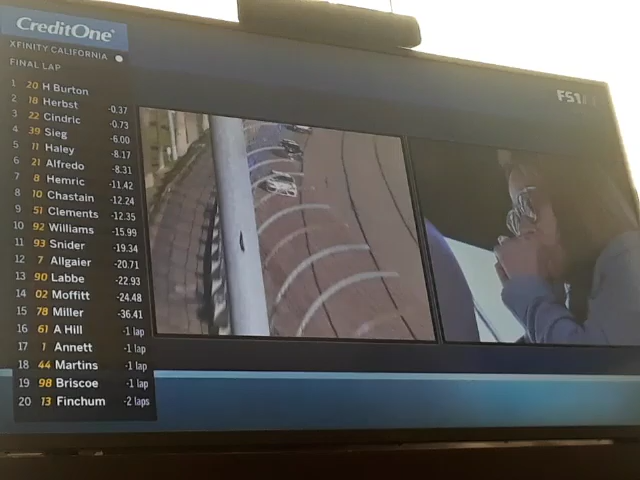 CreditOne
XFINITY CALIFORNIA
FINAL LAP
1 20 H Burton
2 18 Herbst -0.37
3 22 Cindric -0.73
4 39 Sieg -6.00
5 11 Haley -8.17
6 21 Alfredo -8.31
7 8 Hemric -11.42
8 10 Chastain -12.24
9 51 Clements -12.35
10 92 Williams -15.99
11 93 Snider -19.34
12 7 Allgaier -20.71
13 90 Labbe -22.93
14 02 Moffitt -24.48
15 78 Miller -36.41
16 61 A Hill -1 lap
17 1 Annett -1 lap
18 44 Martins -1 lap
19 98 Briscoe -1 lap
20 13 Finchum -2 laps
FS1